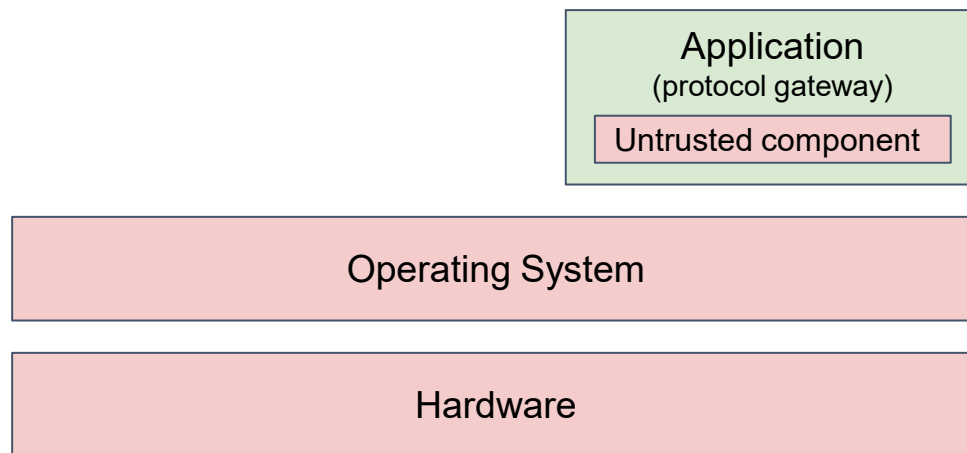 Application
(protocol gateway)
Untrusted component
Operating System
Hardware